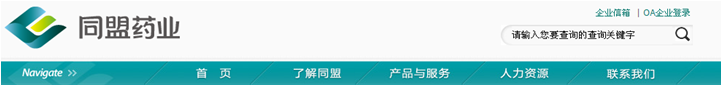 企业信箱 | OA企业登录
同盟药业
请输入您要查询的查询关键字
Navigate >> 首 页 了解同盟 产品与服务 人力资源 联系我们